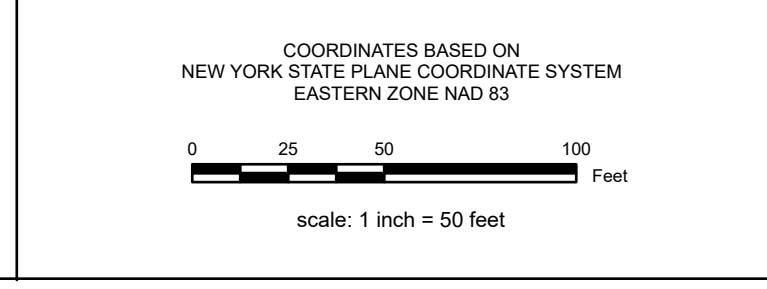 COORDINATES BASED ON
NEW YORK STATE PLANE COORDINATE SYSTEM
EASTERN ZONE NAD 83
0 25 50 100
Feet
scale: 1 inch = 50 feet